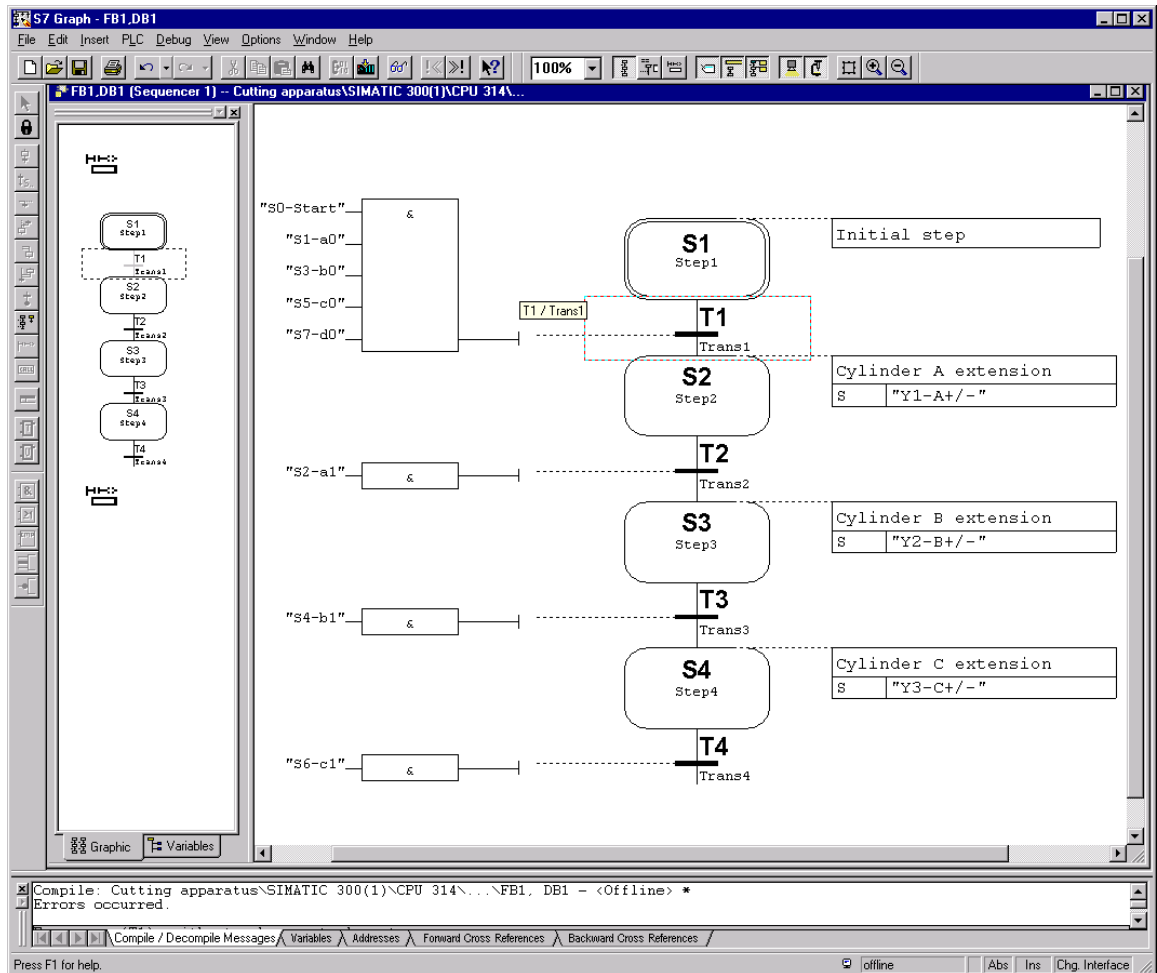 S7 Graph - FB1,DB1
File Edit Insert PLC Debug View Options Window Help
100%
FB1,DB1 (Sequencer 1) -- Cutting apparatus\SIMATIC 300(1)\CPU 314\...
S1
Step1
T1
Trans1
S2
Step2
T2
Trans2
S3
Step3
T3
Trans3
S4
Step4
T4
Trans4
Graphic
Variables
"S0-Start"
&
"S1-a0"
"S3-b0"
"S5-c0"
"S7-d0"
T1 / Trans1
S1
Step1
Initial step
T1
Trans1
S2
Step2
Cylinder A extension
S "Y1-A+/-"
"S2-a1"
&
T2
Trans2
S3
Step3
Cylinder B extension
S "Y2-B+/-"
"S4-b1"
&
T3
Trans3
S4
Step4
Cylinder C extension
S "Y3-C+/-"
"S6-c1"
&
T4
Trans4
Compile: Cutting apparatus\SIMATIC 300(1)\CPU 314\...\FB1, DB1 - <Offline> *
Errors occurred.
Compile / Decompile Messages Variables Addresses Forward Cross References Backward Cross References
Press F1 for help.
offline Abs Ins Chg. Interface